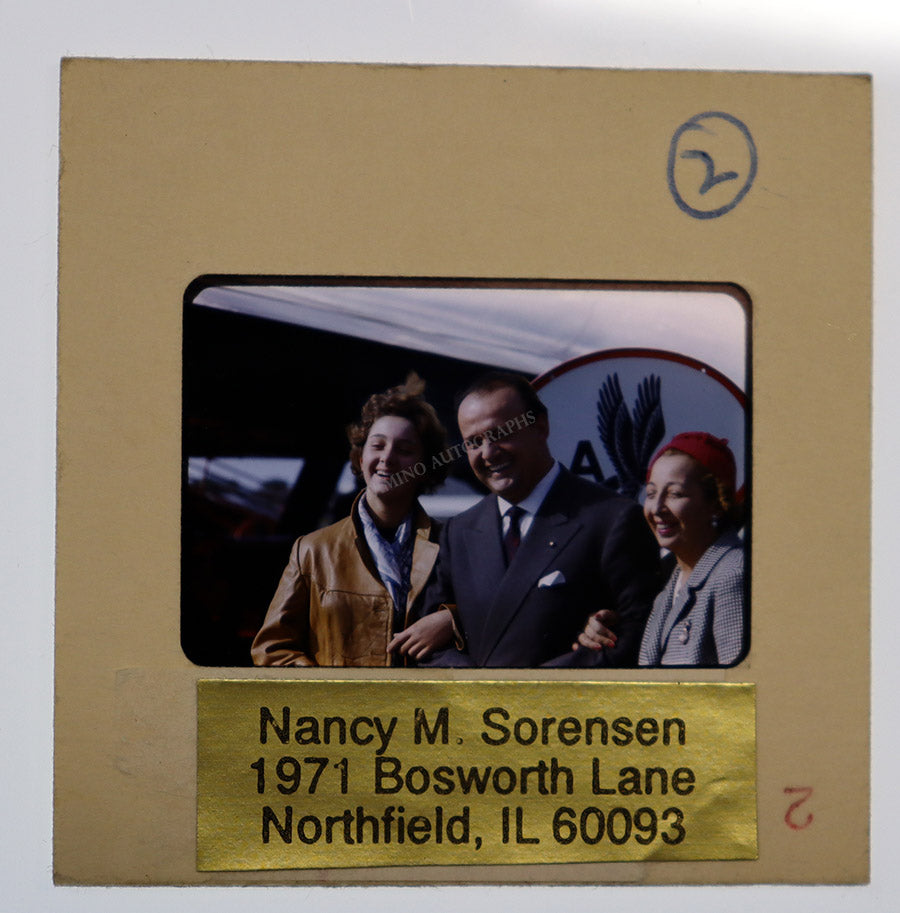 2
MINO AUTOGRAPHS
A
Nancy M. Sorensen
1971 Bosworth Lane
Northfield, IL 60093
2